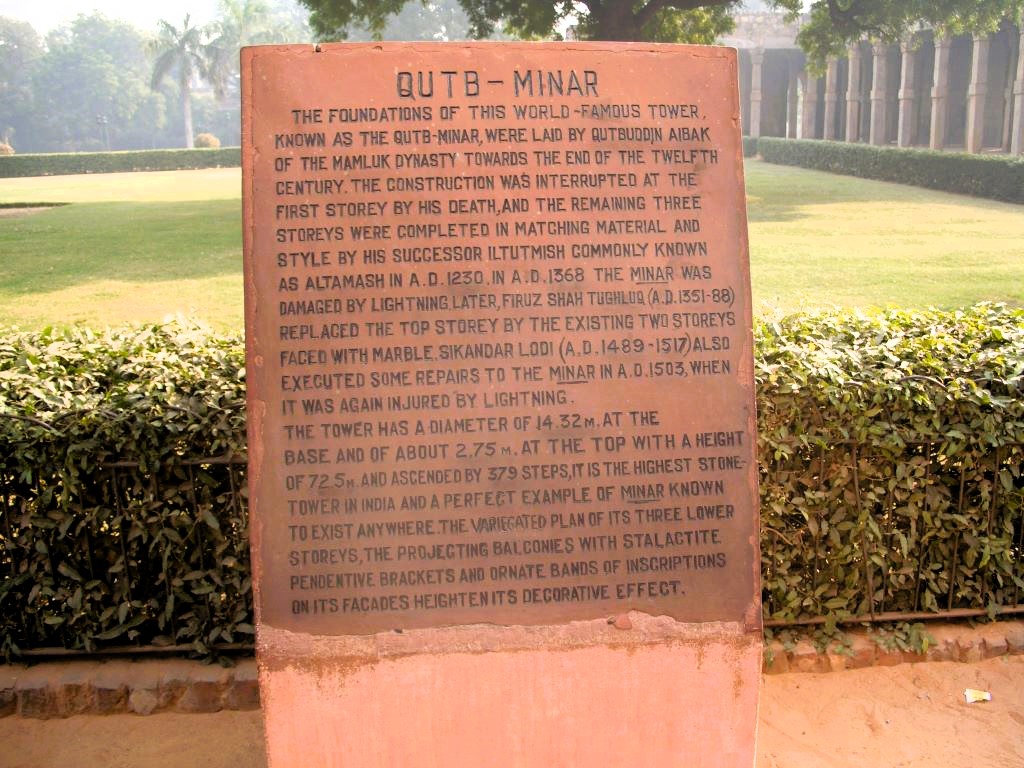 QUTB-MINAR
THE FOUNDATIONS OF THIS WORLD-FAMOUS TOWER,
KNOWN AS THE QUTB-MINAR, WERE LAID BY QUTBUDDIN AIBAK
OF THE MAMLUK DYNASTY TOWARDS THE END OF THE TWELFTH
CENTURY. THE CONSTRUCTION WAS INTERRUPTED AT THE
FIRST STOREY BY HIS DEATH, AND THE REMAINING THREE
STOREYS WERE COMPLETED IN MATCHING MATERIAL AND
STYLE BY HIS SUCCESSOR ILTUTMISH COMMONLY KNOWN
AS ALTAMASH IN A.D.1230. IN A.D.1368 THE MINAR WAS
DAMAGED BY LIGHTNING. LATER, FIRUZ SHAH TUGHLUQ (A.D.1351-88)
REPLACED THE TOP STOREY BY THE EXISTING TWO STOREYS
FACED WITH MARBLE. SIKANDAR LODI (A.D.1489-1517) ALSO
EXECUTED SOME REPAIRS TO THE MINAR IN A.D.1503, WHEN
IT WAS AGAIN INJURED BY LIGHTNING.
THE TOWER HAS A DIAMETER OF 14.32M. AT THE
BASE AND OF ABOUT 2.75 M. AT THE TOP WITH A HEIGHT
OF 72.5M. AND ASCENDED BY 379 STEPS, IT IS THE HIGHEST STONE-
TOWER IN INDIA AND A PERFECT EXAMPLE OF MINAR KNOWN
TO EXIST ANYWHERE. THE VARIEGATED PLAN OF ITS THREE LOWER
STOREYS, THE PROJECTING BALCONIES WITH STALACTITE
PENDENTIVE BRACKETS AND ORNATE BANDS OF INSCRIPTIONS
ON ITS FACADES HEIGHTEN ITS DECORATIVE EFFECT.